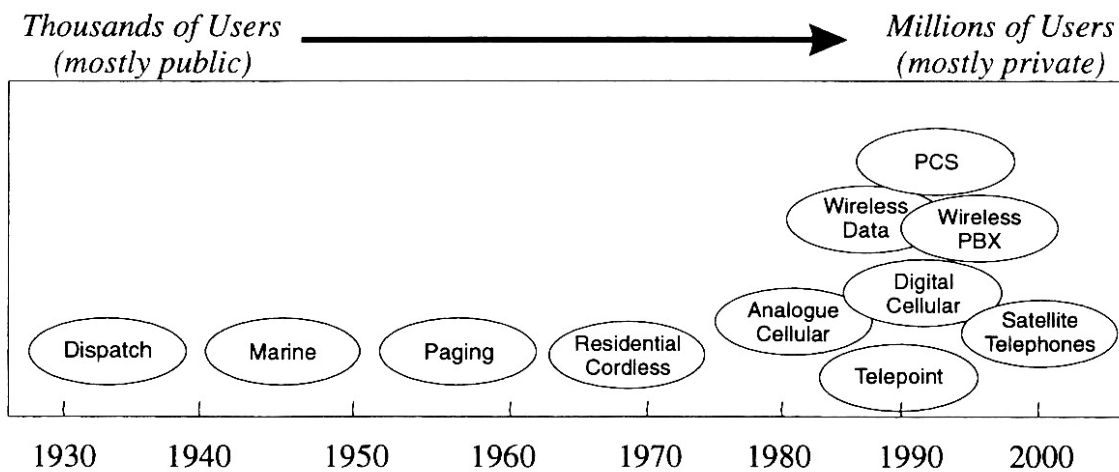 Thousands of Users
(mostly public)
Millions of Users
(mostly private)
PCS
Wireless
Data
Wireless
PBX
Digital
Cellular
Analogue
Cellular
Satellite
Telephones
Dispatch
Marine
Paging
Residential
Cordless
Telepoint
1930 1940 1950 1960 1970 1980 1990 2000